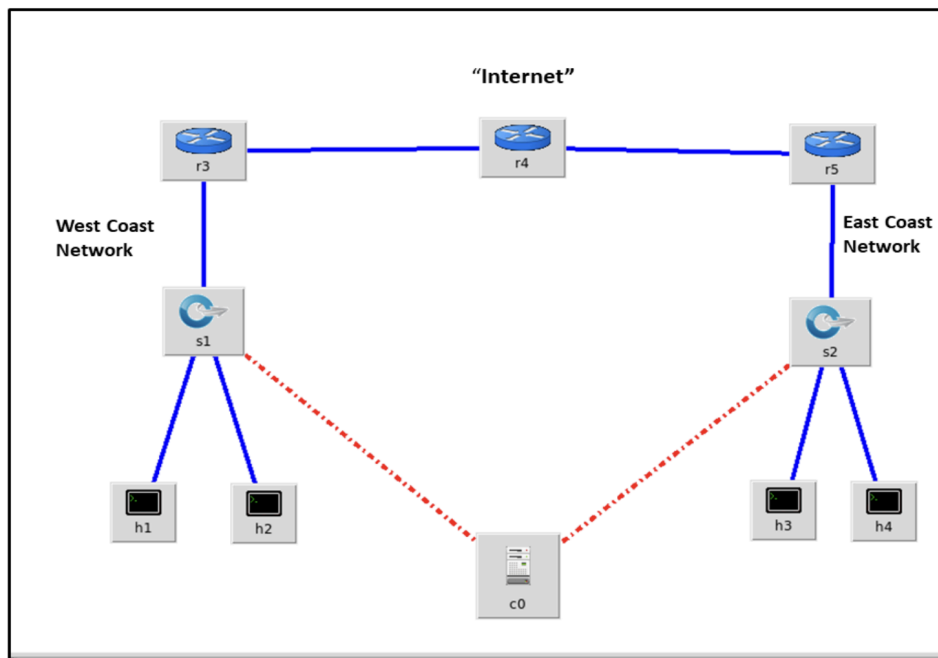 “Internet”
r3
r4
r5
West Coast
Network
East Coast
Network
s1
s2
h1
h2
h3
h4
c0